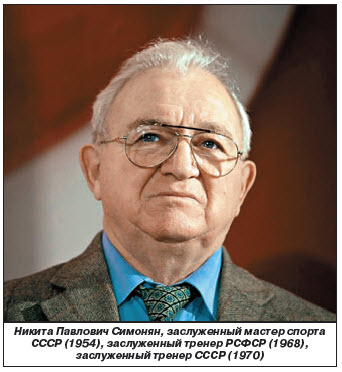 Никита Павлович Симонян, заслуженный мастер спорта
СССР (1954), заслуженный тренер РСФСР (1968),
заслуженный тренер СССР (1970)